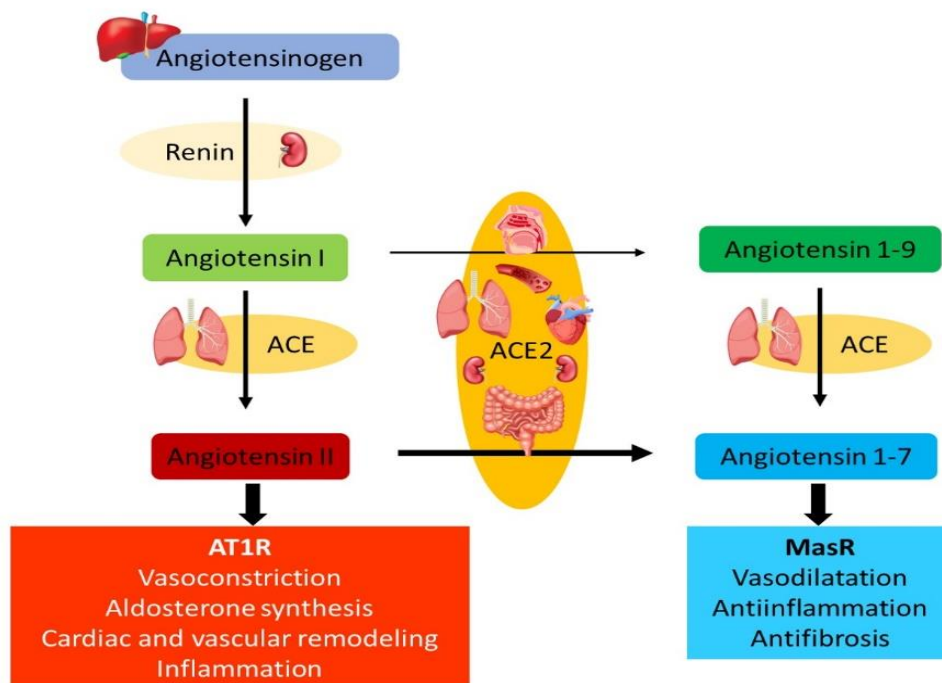 Angiotensinogen
Renin
Angiotensin I
Angiotensin 1-9
ACE
ACE2
ACE
Angiotensin II
Angiotensin 1-7
AT1R
Vasoconstriction
Aldosterone synthesis
Cardiac and vascular remodeling
Inflammation
MasR
Vasodilatation
Antiinflammation
Antifibrosis